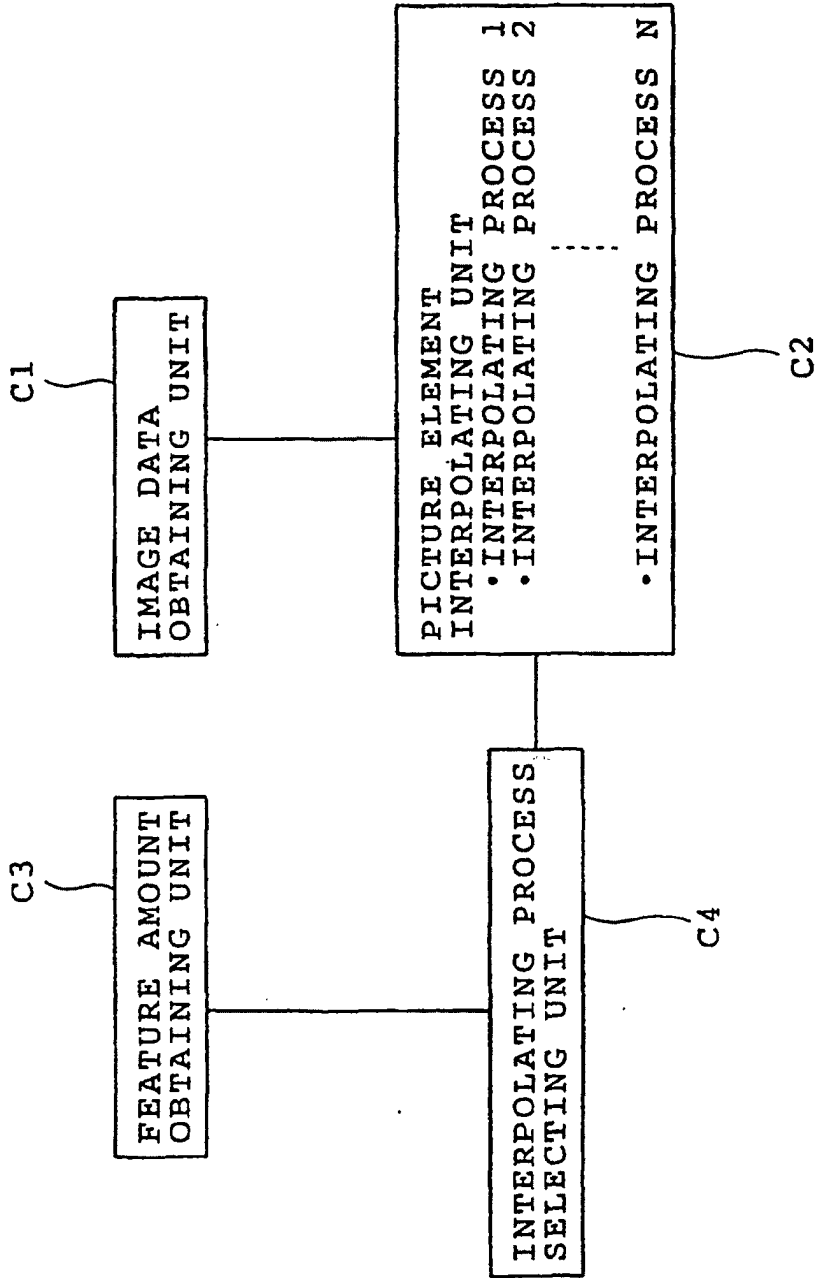 C3
FEATURE AMOUNT
OBTAINING UNIT
C1
IMAGE DATA
OBTAINING UNIT
INTERPOLATING PROCESS
SELECTING UNIT
C4
PICTURE ELEMENT
INTERPOLATING UNIT
•INTERPOLATING PROCESS 1
•INTERPOLATING PROCESS 2
•INTERPOLATING PROCESS N
C2